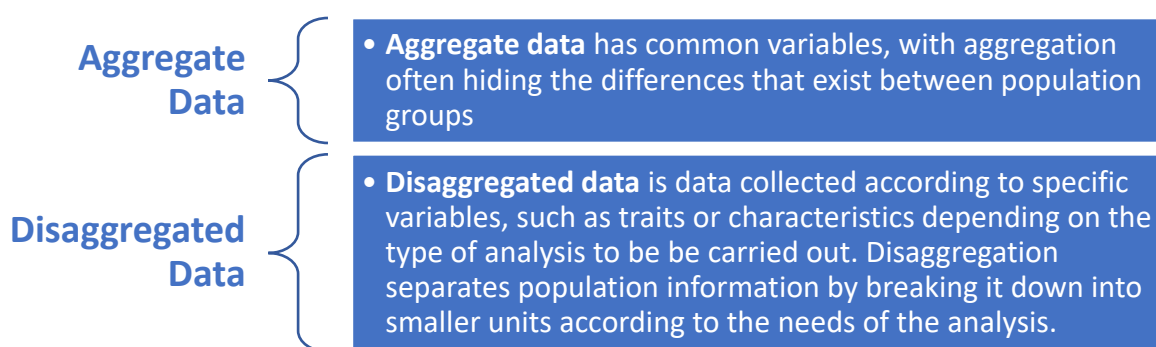 Aggregate
Data
• Aggregate data has common variables, with aggregation
often hiding the differences that exist between population
groups
Disaggregated
Data
• Disaggregated data is data collected according to specific
variables, such as traits or characteristics depending on the
type of analysis to be be carried out. Disaggregation
separates population information by breaking it down into
smaller units according to the needs of the analysis.